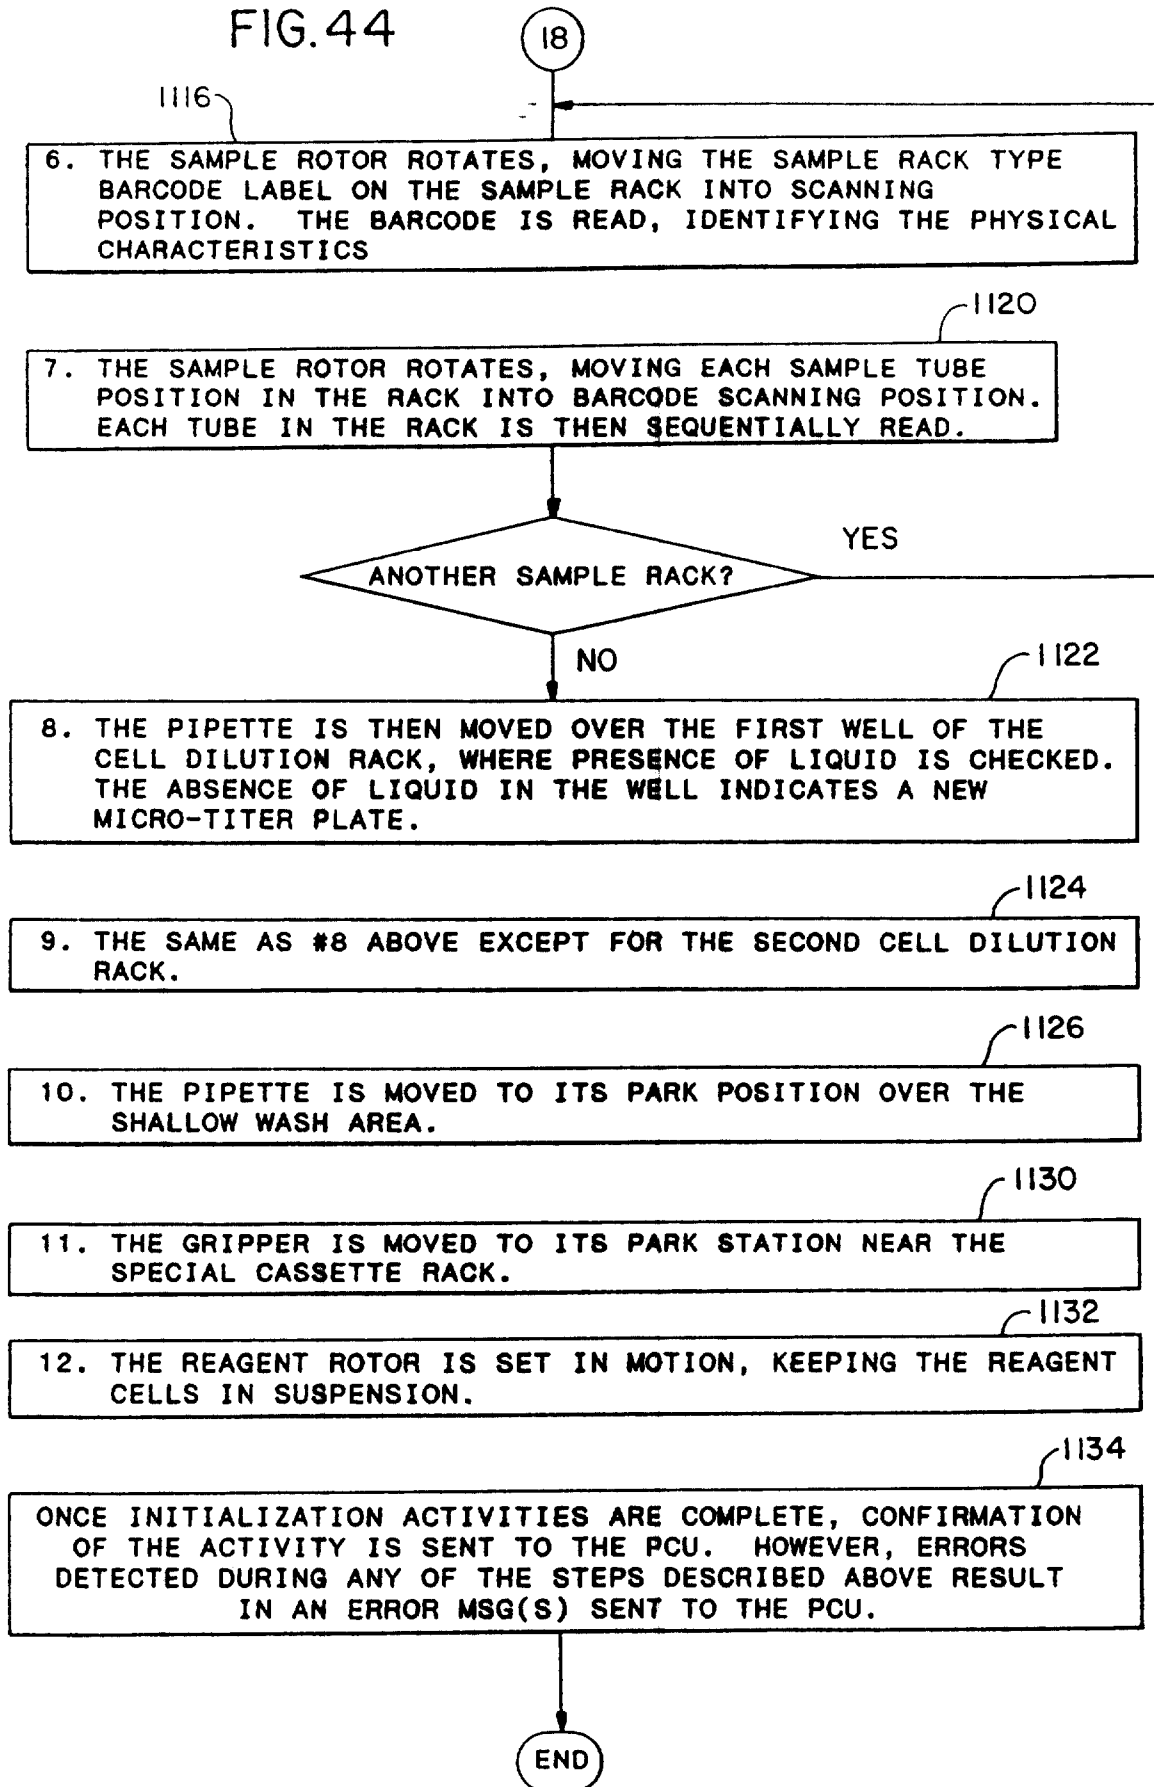 FIG.44
18
1116
6. THE SAMPLE ROTOR ROTATES, MOVING THE SAMPLE RACK TYPE
BARCODE LABEL ON THE SAMPLE RACK INTO SCANNING
POSITION. THE BARCODE IS READ, IDENTIFYING THE PHYSICAL
CHARACTERISTICS
1120
7. THE SAMPLE ROTOR ROTATES, MOVING EACH SAMPLE TUBE
POSITION IN THE RACK INTO BARCODE SCANNING POSITION.
EACH TUBE IN THE RACK IS THEN SEQUENTIALLY READ.
ANOTHER SAMPLE RACK?
YES
NO
1122
8. THE PIPETTE IS THEN MOVED OVER THE FIRST WELL OF THE
CELL DILUTION RACK, WHERE PRESENCE OF LIQUID IS CHECKED.
THE ABSENCE OF LIQUID IN THE WELL INDICATES A NEW
MICRO-TITER PLATE.
1124
9. THE SAME AS #8 ABOVE EXCEPT FOR THE SECOND CELL DILUTION
RACK.
1126
10. THE PIPETTE IS MOVED TO ITS PARK POSITION OVER THE
SHALLOW WASH AREA.
1130
11. THE GRIPPER IS MOVED TO ITS PARK STATION NEAR THE
SPECIAL CASSETTE RACK.
1132
12. THE REAGENT ROTOR IS SET IN MOTION, KEEPING THE REAGENT
CELLS IN SUSPENSION.
1134
ONCE INITIALIZATION ACTIVITIES ARE COMPLETE, CONFIRMATION
OF THE ACTIVITY IS SENT TO THE PCU. HOWEVER, ERRORS
DETECTED DURING ANY OF THE STEPS DESCRIBED ABOVE RESULT
IN AN ERROR MSG(S) SENT TO THE PCU.
END